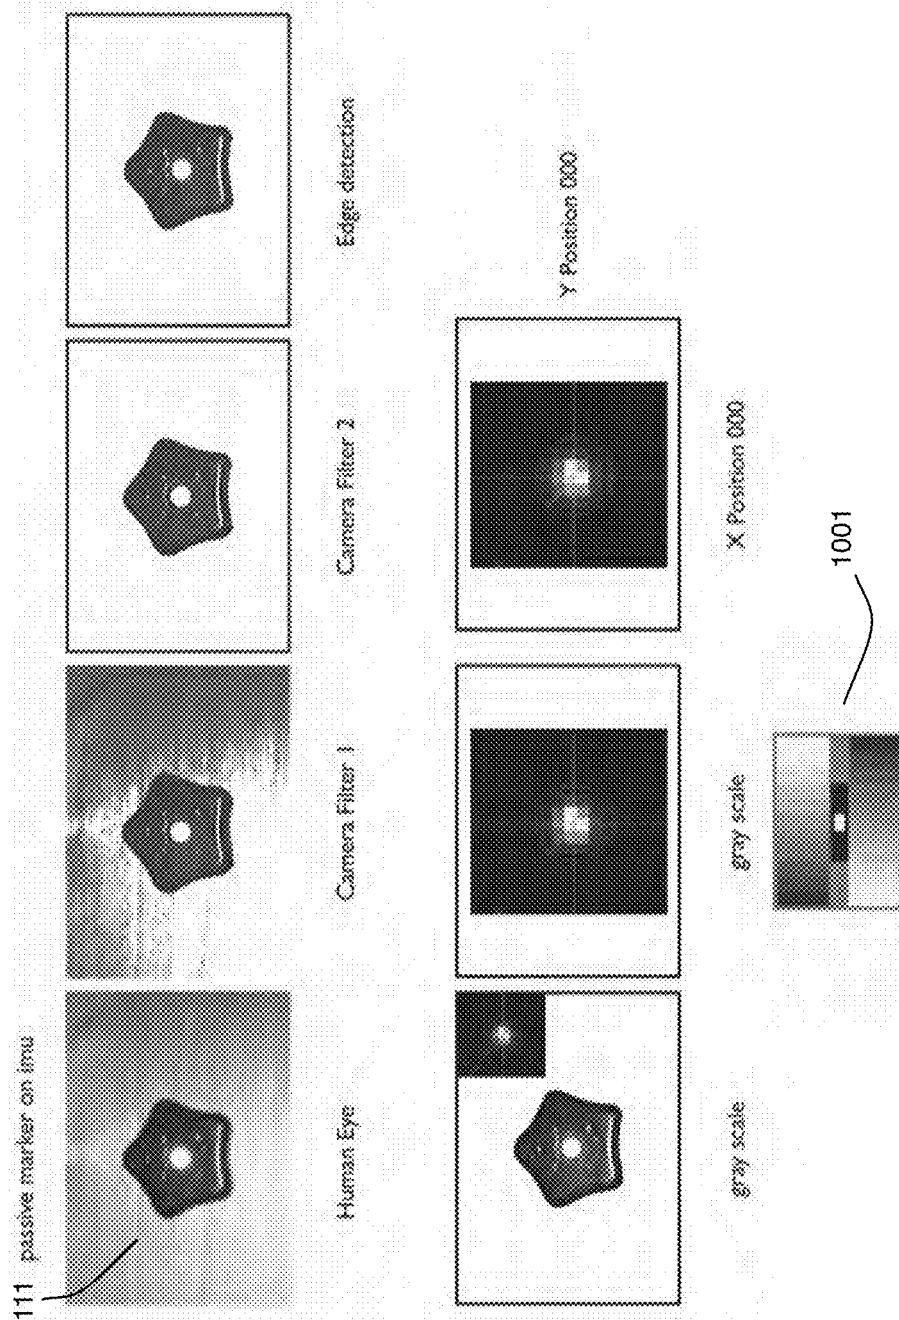 111 passive marker on imu
Human Eye
Camera Filter 1
Camera Filter 2
Edge detection
gray scale
gray scale
X Position 000
Y Position 000
1001